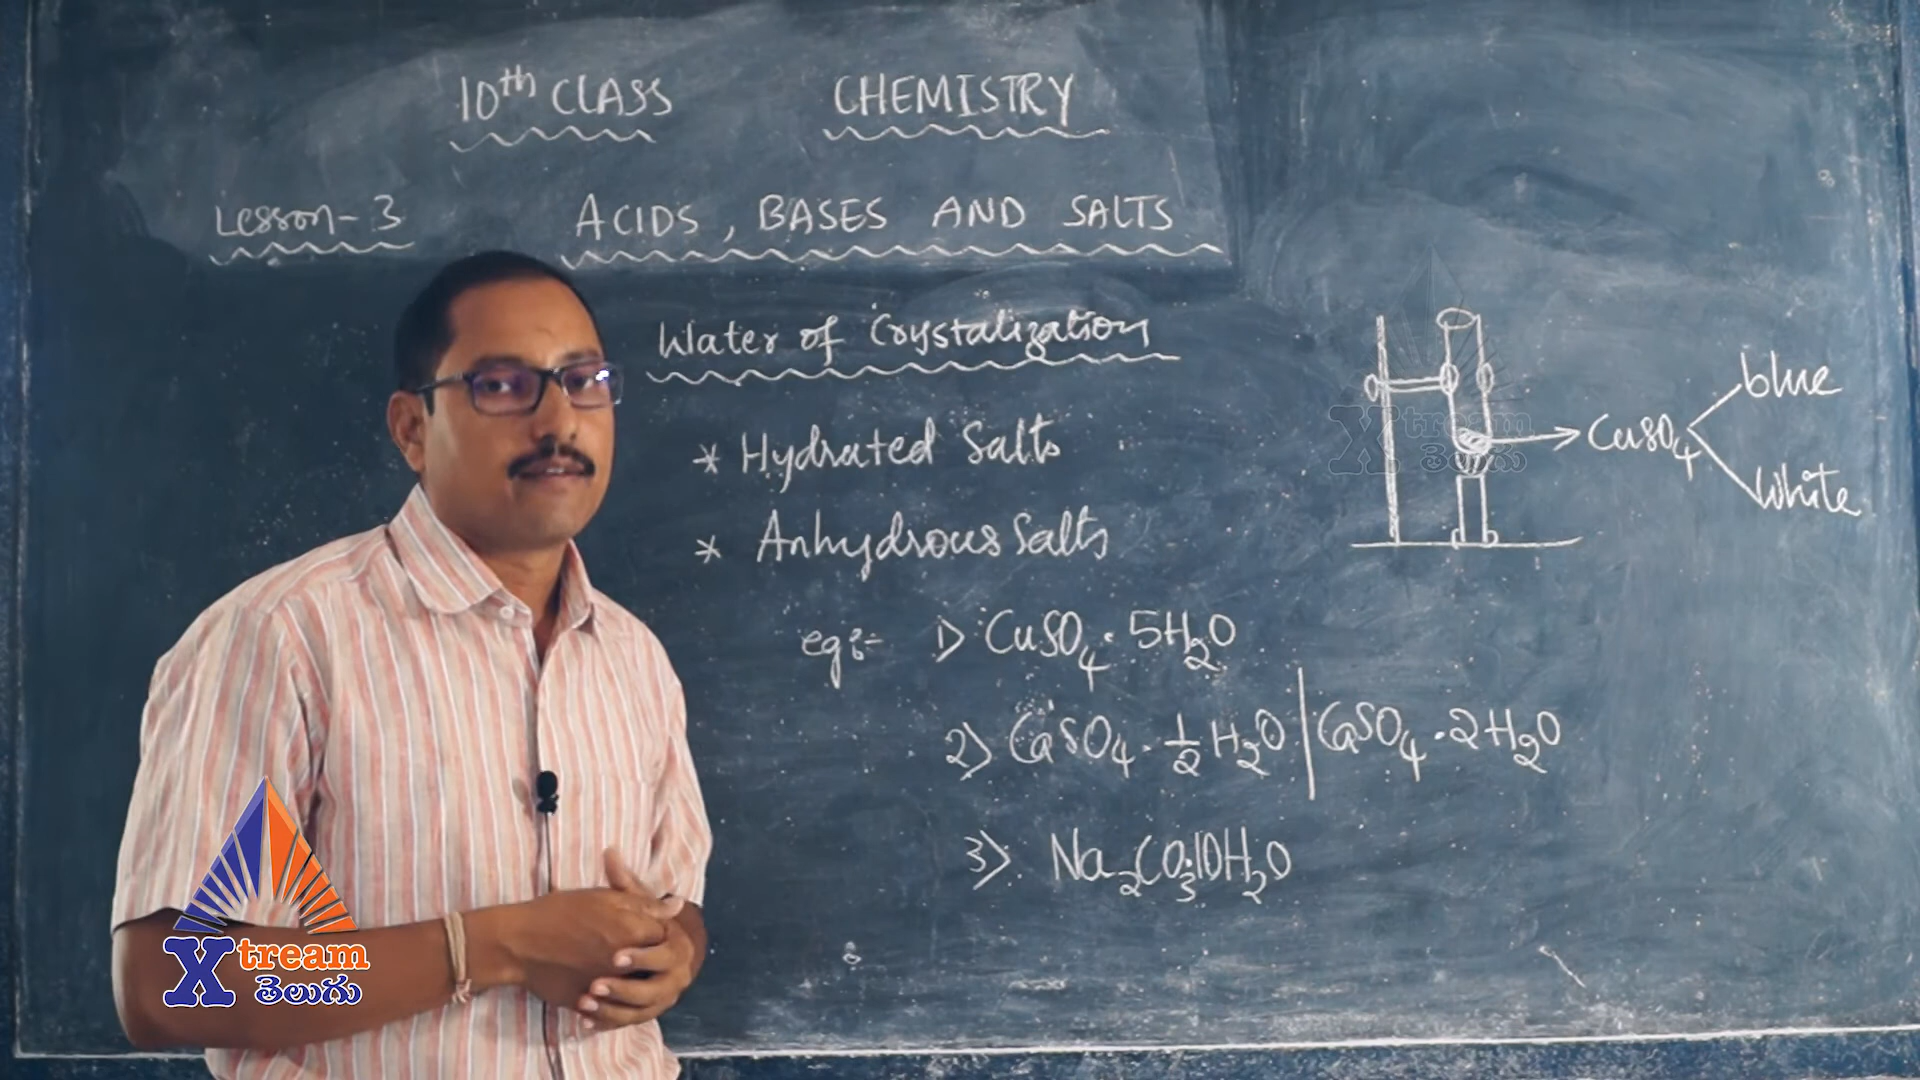 10th CLASS CHEMISTRY
Lesson-3 ACIDS, BASES AND SALTS
Water of Crystalization
* Hydrated Salts
* Anhydrous Salts
CuSO4
blue
White
eg:- 1) CuSO4 · 5H2O
2) CaSO4 · 1/2 H2O | CaSO4 · 2H2O
3) Na2CO3·10H2O
Xtream
తెలుగు
Xtream
తెలుగు